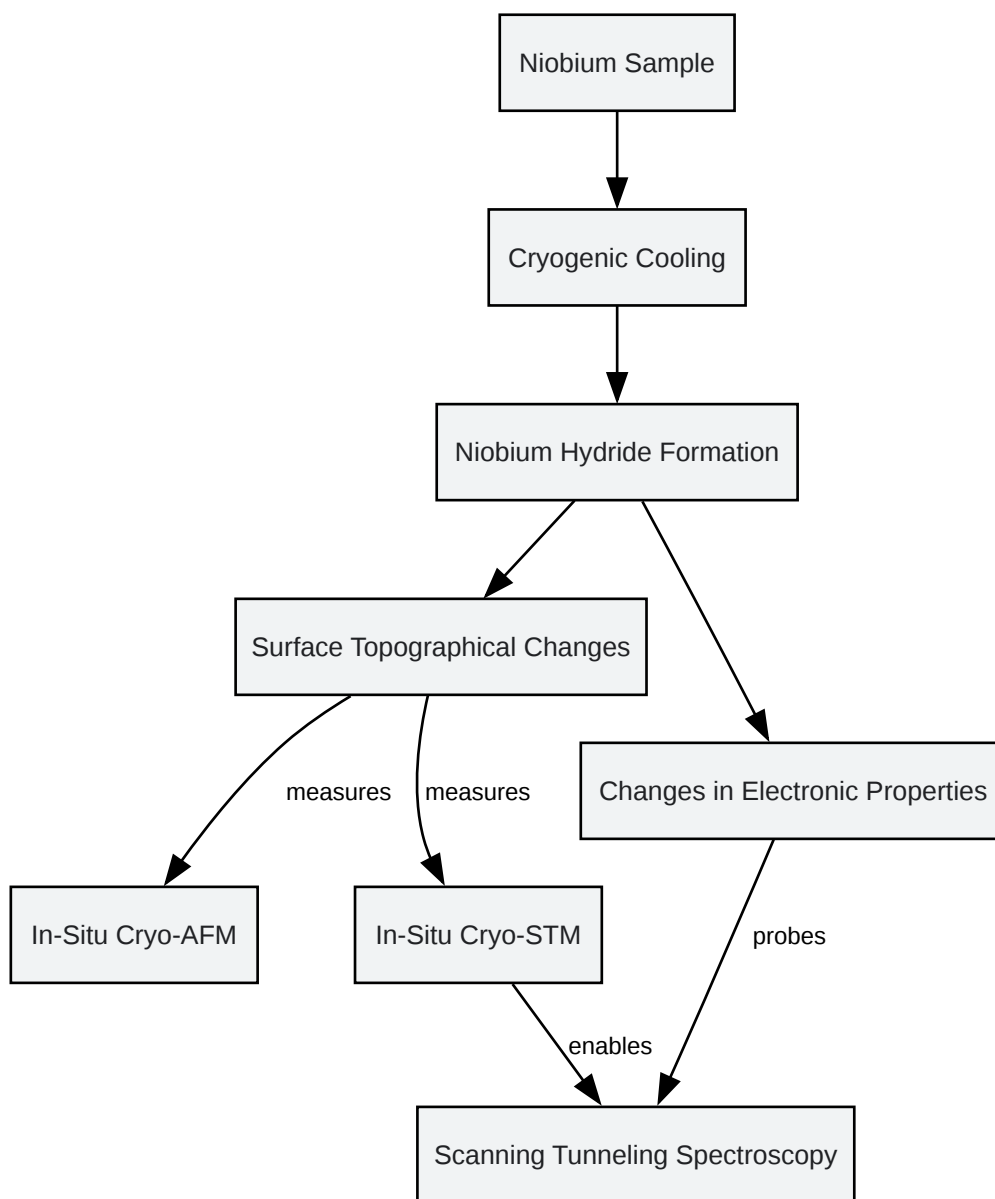 Niobium Sample
Cryogenic Cooling
Niobium Hydride Formation
Surface Topographical Changes
measures
measures
Changes in Electronic Properties
In-Situ Cryo-AFM
In-Situ Cryo-STM
probes
enables
Scanning Tunneling Spectroscopy